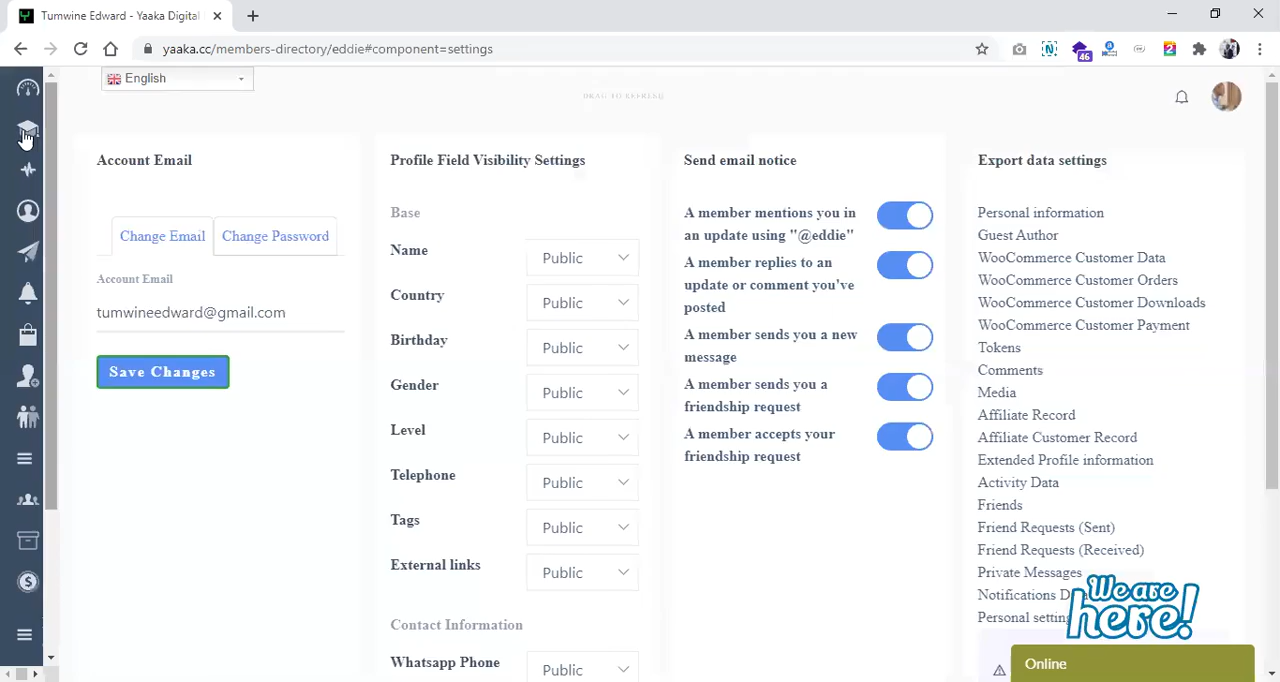 Tumwine Edward - Yaaka Digital
yaaka.cc/members-directory/eddie#component=settings
46
2
English
DRAG TO REFRESH
Account Email
Change Email
Change Password
Account Email
tumwineedward@gmail.com
Save Changes
Profile Field Visibility Settings
Base
Name
Public
Country
Public
Birthday
Public
Gender
Public
Level
Public
Telephone
Public
Tags
Public
External links
Public
Contact Information
Whatsapp Phone
Public
Send email notice
A member mentions you in
an update using "@eddie"
A member replies to an
update or comment you've
posted
A member sends you a new
message
A member sends you a
friendship request
A member accepts your
friendship request
Export data settings
Personal information
Guest Author
WooCommerce Customer Data
WooCommerce Customer Orders
WooCommerce Customer Downloads
WooCommerce Customer Payment
Tokens
Comments
Media
Affiliate Record
Affiliate Customer Record
Extended Profile information
Activity Data
Friends
Friend Requests (Sent)
Friend Requests (Received)
Private Messages
Notifications
Personal
We are
here!
Online